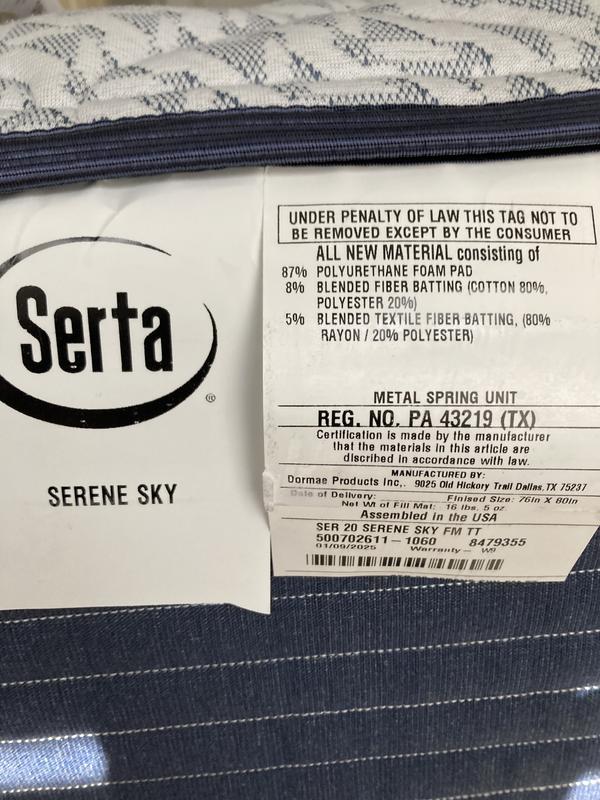 Serta
®
SERENE SKY
UNDER PENALTY OF LAW THIS TAG NOT TO
BE REMOVED EXCEPT BY THE CONSUMER
ALL NEW MATERIAL consisting of
87% POLYURETHANE FOAM PAD
8% BLENDED FIBER BATTING (COTTON 80%,
POLYESTER 20%)
5% BLENDED TEXTILE FIBER BATTING, (80%
RAYON / 20% POLYESTER)
METAL SPRING UNIT
REG. NO. PA 43219 (TX)
Certification is made by the manufacturer
that the materials in this article are
discribed in accordance with law.
MANUFACTURED BY:
Dormae Products Inc,. 9025 Old Hickory Trail Dallas, TX 75237
Date of Delivery: Finised Size: 76in X 80in
Net Wt of Fill Mat: 16 lbs. 5 oz.
Assembled in the USA
SER 20 SERENE SKY FM TT
500702611-1060 8479355
01/09/2025 Warranty- W9